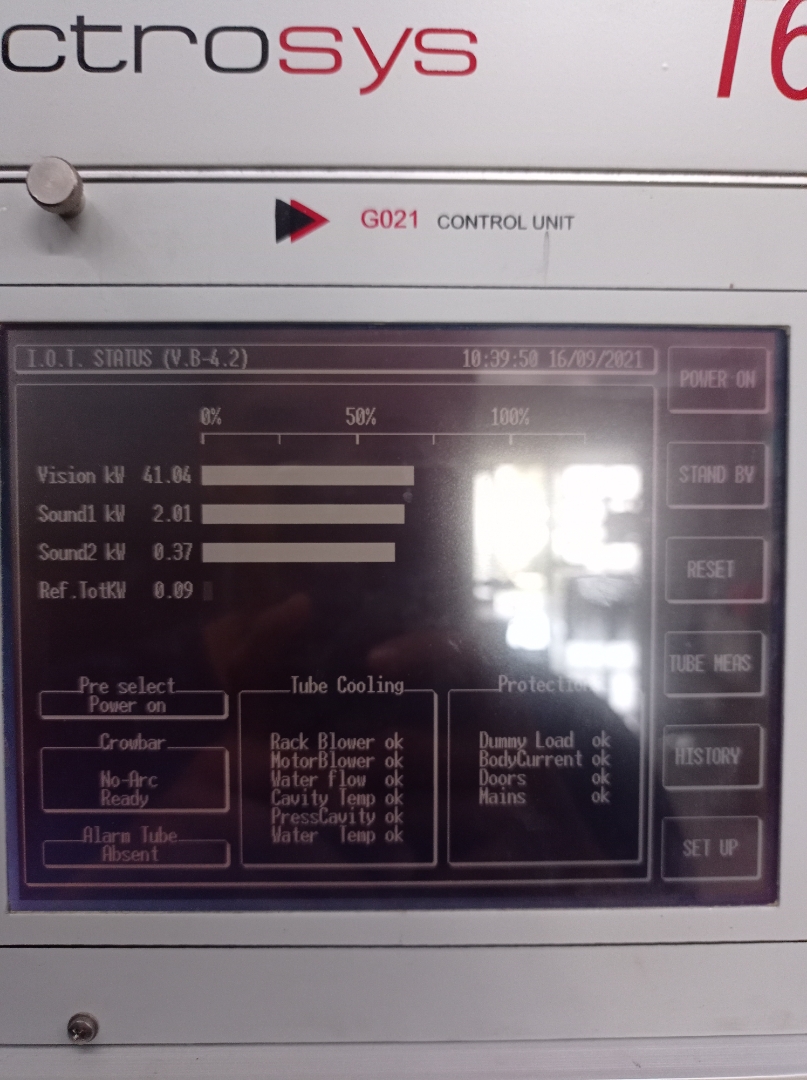 ctrosys T6
G021 CONTROL UNIT
I.O.T. STATUS (V.B-4.2) 10:39:50 16/09/2021
POWER ON
0% 50% 100%
Vision kW 41.04
STAND BY
Sound1 kW 2.01
Sound2 kW 0.37
RESET
Ref.TotKW 0.09
TUBE MEAS
Pre select
Power on
Crowbar
No-Arc
Ready
Alarm Tube
Absent
Tube Cooling
Rack Blower ok
MotorBlower ok
Water flow ok
Cavity Temp ok
PressCavity ok
Water Temp ok
Protection
Dummy Load ok
BodyCurrent ok
Doors ok
Mains ok
HISTORY
SET UP